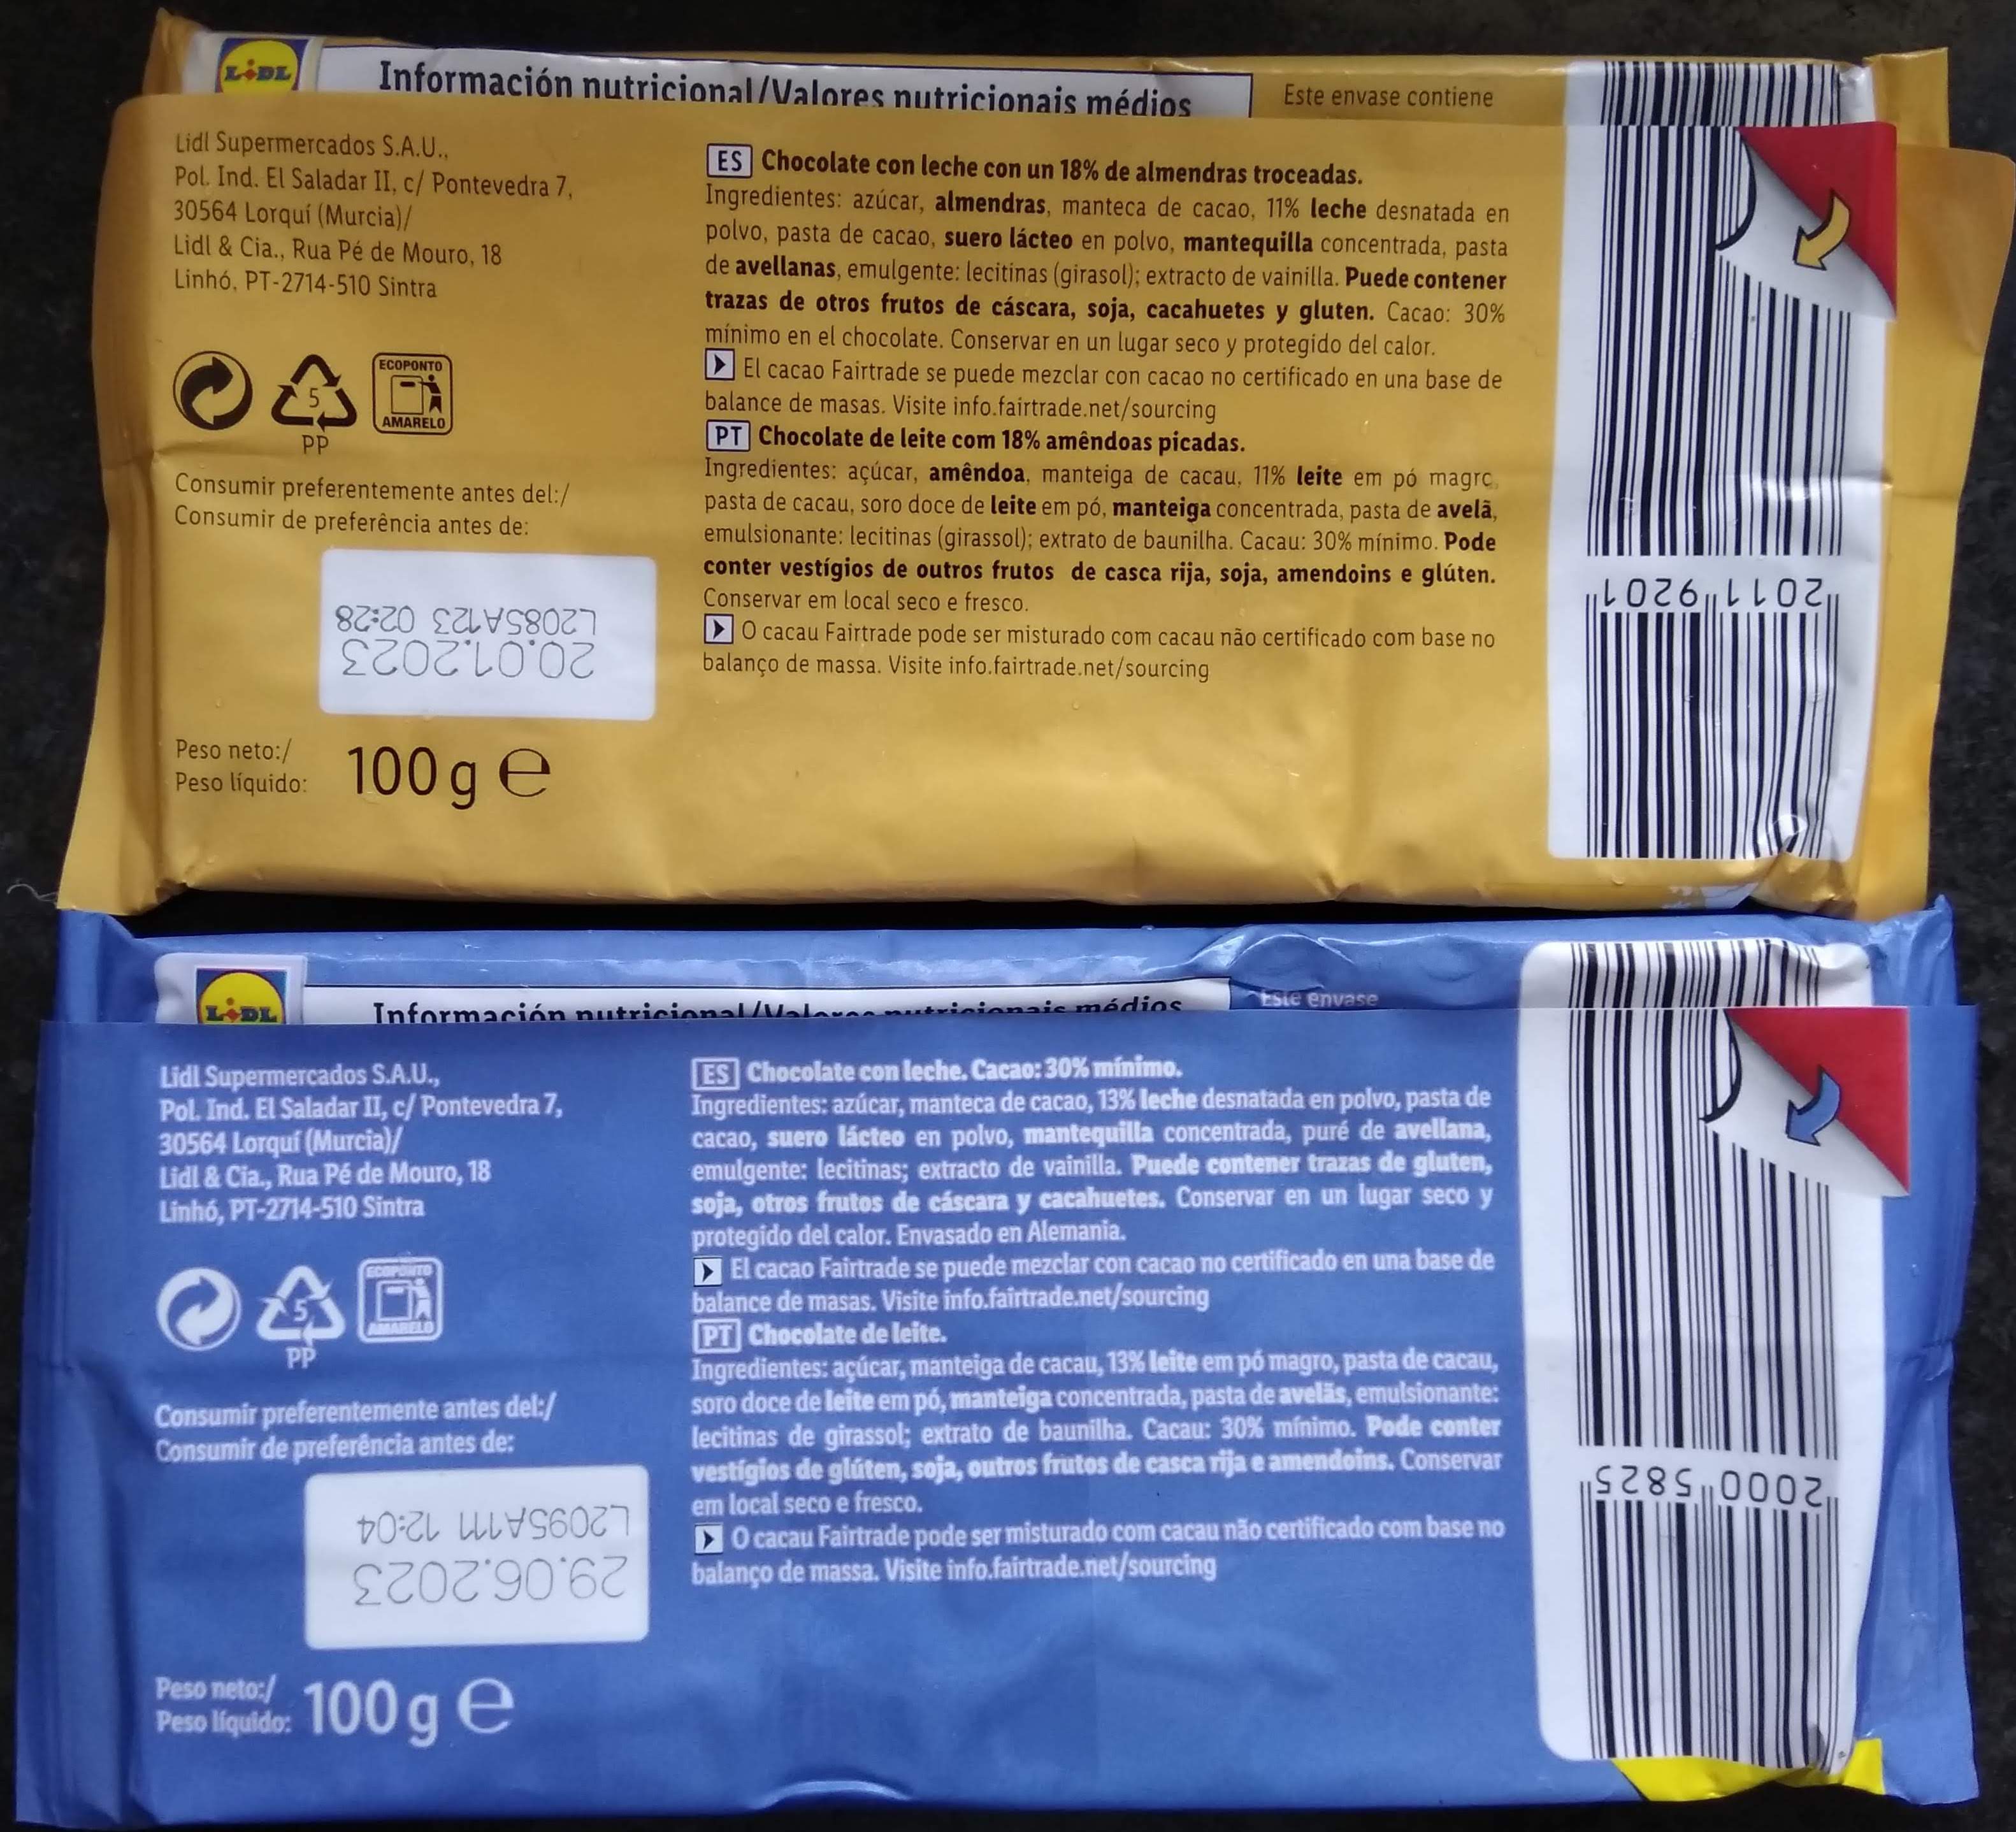 LIDL
Información nutricional/Valores nutricionais médios
Este envase contiene
Lidl Supermercados S.A.U.,
Pol. Ind. El Saladar II, c/ Pontevedra 7,
30564 Lorquí (Murcia)/
Lidl & Cia., Rua Pé de Mouro, 18
Linhó, PT-2714-510 Sintra
5
PP
ECOPONTO
AMARELO
Consumir preferentemente antes del:/
Consumir de preferência antes de:
20.01.2023
L2085A123 02:28
Peso neto:/
Peso líquido:
100 g e
ES Chocolate con leche con un 18% de almendras troceadas.
Ingredientes: azúcar, almendras, manteca de cacao, 11% leche desnatada en
polvo, pasta de cacao, suero lácteo en polvo, mantequilla concentrada, pasta
de avellanas, emulgente: lecitinas (girasol); extracto de vainilla. Puede contener
trazas de otros frutos de cáscara, soja, cacahuetes y gluten. Cacao: 30%
mínimo en el chocolate. Conservar en un lugar seco y protegido del calor.
El cacao Fairtrade se puede mezclar con cacao no certificado en una base de
balance de masas. Visite info.fairtrade.net/sourcing
PT Chocolate de leite com 18% amêndoas picadas.
Ingredientes: açúcar, amêndoa, manteiga de cacau, 11% leite em pó magro,
pasta de cacau, soro doce de leite em pó, manteiga concentrada, pasta de avelã,
emulsionante: lecitinas (girassol); extrato de baunilha. Cacau: 30% mínimo. Pode
conter vestígios de outros frutos de casca rija, soja, amendoins e glúten.
Conservar em local seco e fresco.
O cacau Fairtrade pode ser misturado com cacau não certificado com base no
balanço de massa. Visite info.fairtrade.net/sourcing
2011 9201
LIDL
Información nutricional/Valores nutricionais médios
Este envase
Lidl Supermercados S.A.U.,
Pol. Ind. El Saladar II, c/ Pontevedra 7,
30564 Lorquí (Murcia)/
Lidl & Cia., Rua Pé de Mouro, 18
Linhó, PT-2714-510 Sintra
5
PP
ECOPONTO
AMARELO
Consumir preferentemente antes del:/
Consumir de preferência antes de:
29.06.2023
L2095A111 12:04
Peso neto:/
Peso líquido:
100 g e
ES Chocolate con leche. Cacao: 30% mínimo.
Ingredientes: azúcar, manteca de cacao, 13% leche desnatada en polvo, pasta de
cacao, suero lácteo en polvo, mantequilla concentrada, puré de avellana,
emulgente: lecitinas; extracto de vainilla. Puede contener trazas de gluten,
soja, otros frutos de cáscara y cacahuetes. Conservar en un lugar seco y
protegido del calor. Envasado en Alemania.
El cacao Fairtrade se puede mezclar con cacao no certificado en una base de
balance de masas. Visite info.fairtrade.net/sourcing
PT Chocolate de leite.
Ingredientes: açúcar, manteiga de cacau, 13% leite em pó magro, pasta de cacau,
soro doce de leite em pó, manteiga concentrada, pasta de avelãs, emulsionante:
lecitinas de girassol; extrato de baunilha. Cacau: 30% mínimo. Pode conter
vestígios de glúten, soja, outros frutos de casca rija e amendoins. Conservar
em local seco e fresco.
O cacau Fairtrade pode ser misturado com cacau não certificado com base no
balanço de massa. Visite info.fairtrade.net/sourcing
2000 5825